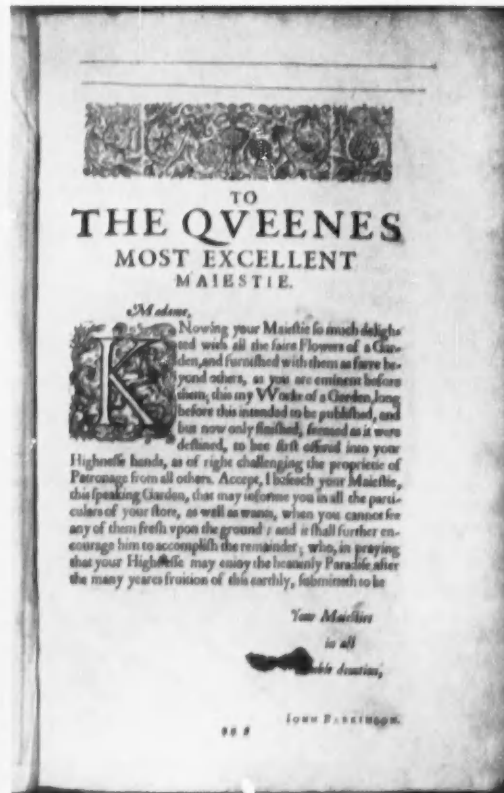 TO
THE QVEENES
MOST EXCELLENT
MAIESTIE.
Madame,
KNowing your Maiestie so much deligh-
ted with all the faire Flowers of a Gar-
den, and furnished with them as farre be-
yond others, as you are eminent before
them; this my Worke of a Garden, long
before this intended to be published, and
but now only finished, seemed as it were
destined, to bee first offered into your
Highnesse hands, as of right challenging the proprietie of
Patronage from all others. Accept, I beseech your Maiestie,
this speaking Garden, that may informe you in all the parti-
culars of your store, as well as wants, when you cannot see
any of them fresh vpon the ground: and it shall further en-
courage him to accomplish the remainder; who, in praying
that your Highnesse may enjoy the heauenly Paradise, after
the many yeares fruition of this earthly, submitteth to be
Your Maiesties
in all
deuotion,
IOHN PARKINSON.